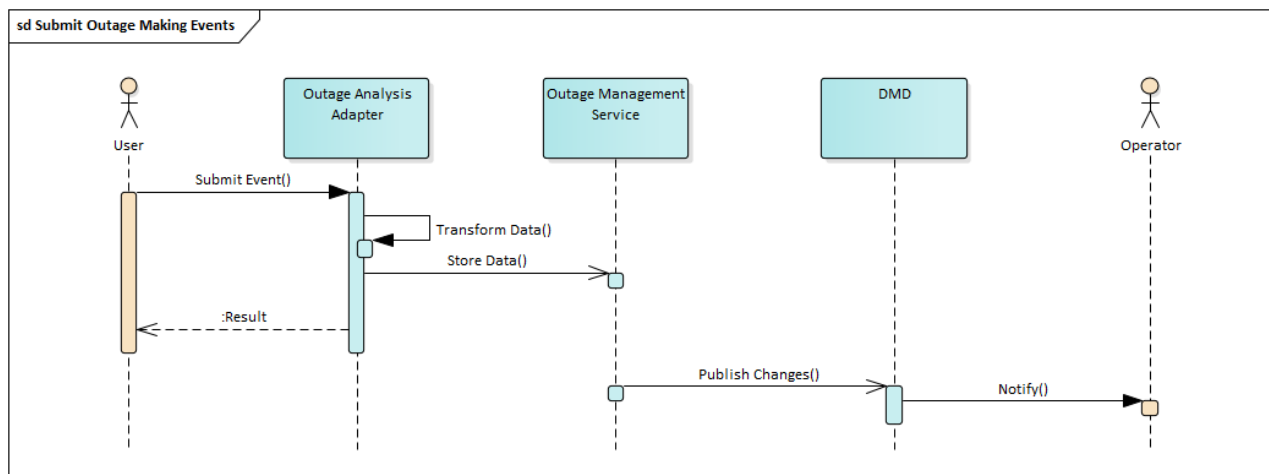 sd Submit Outage Making Events
User
Outage Analysis
Adapter
Outage Management
Service
DMD
Operator
Submit Event()
Transform Data()
Store Data()
:Result
Publish Changes()
Notify()